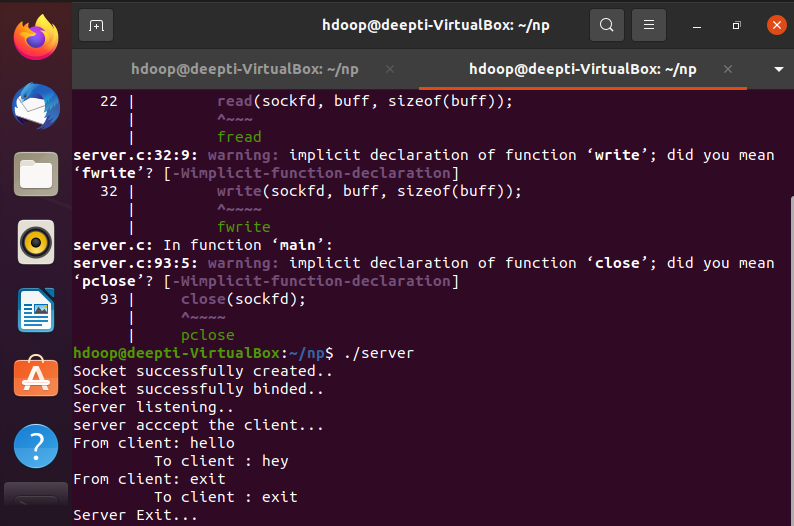 hdoop@deepti-VirtualBox: ~/np
hdoop@deepti-VirtualBox: ~/np
hdoop@deepti-VirtualBox: ~/np
22 |         read(sockfd, buff, sizeof(buff));
|         ^~~~
|         fread
server.c:32:9: warning: implicit declaration of function ‘write’; did you mean
‘fwrite’? [-Wimplicit-function-declaration]
32 |         write(sockfd, buff, sizeof(buff));
|         ^~~~~
|         fwrite
server.c: In function ‘main’:
server.c:93:5: warning: implicit declaration of function ‘close’; did you mean
‘pclose’? [-Wimplicit-function-declaration]
93 |     close(sockfd);
|     ^~~~~
|     pclose
hdoop@deepti-VirtualBox:~/np$ ./server
Socket successfully created..
Socket successfully binded..
Server listening..
server acccept the client...
From client: hello
To client : hey
From client: exit
To client : exit
Server Exit...